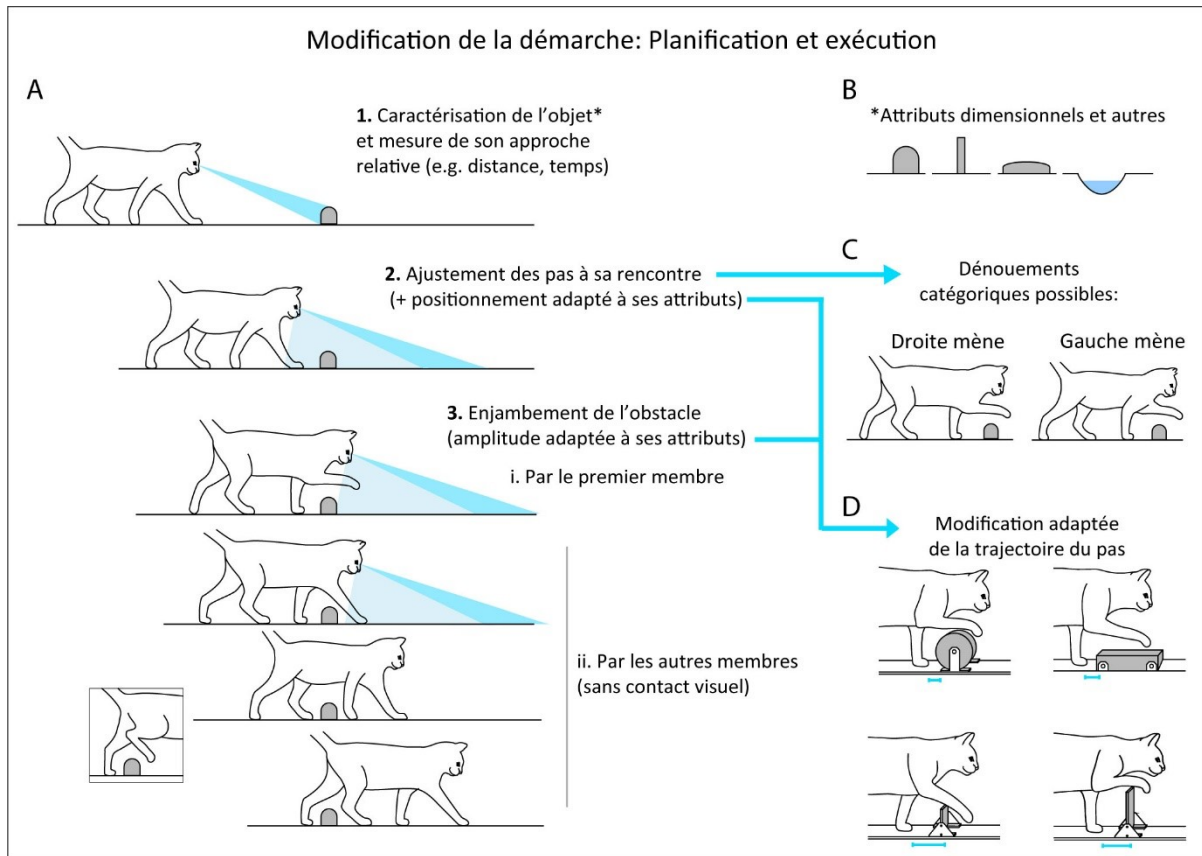 Modification de la démarche: Planification et exécution
A
1. Caractérisation de l'objet*
et mesure de son approche
relative (e.g. distance, temps)
2. Ajustement des pas à sa rencontre
(+ positionnement adapté à ses attributs)
3. Enjambement de l'obstacle
(amplitude adaptée à ses attributs)
i. Par le premier membre
ii. Par les autres membres
(sans contact visuel)
B
*Attributs dimensionnels et autres
C
Dénouements
catégoriques possibles:
Droite mène
Gauche mène
D
Modification adaptée
de la trajectoire du pas